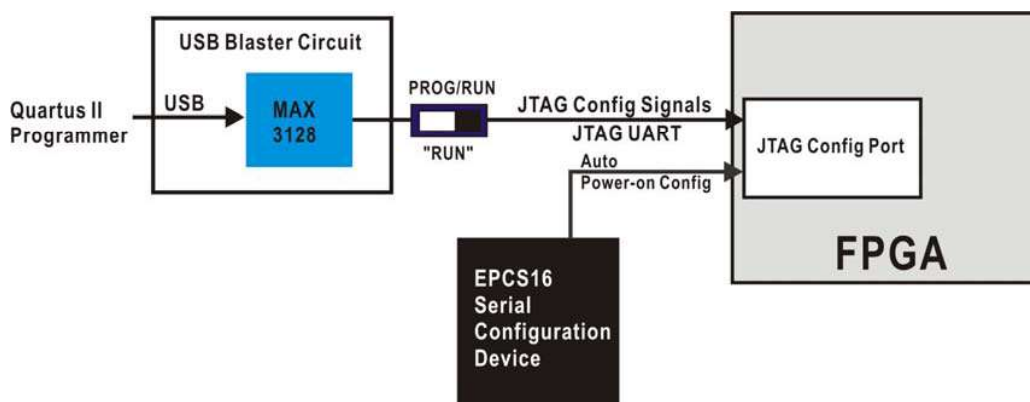 USB Blaster Circuit
Quartus II
Programmer
USB
MAX
3128
PROG/RUN
"RUN"
JTAG Config Signals
JTAG UART
Auto
Power-on Config
JTAG Config Port
FPGA
EPCS16
Serial
Configuration
Device